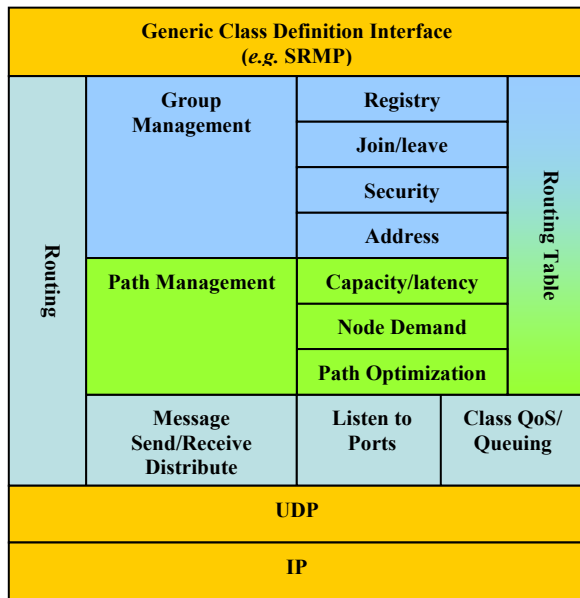 Generic Class Definition Interface
(e.g. SRMP)
Routing
Group
Management
Registry
Join/leave
Security
Address
Routing Table
Path Management
Capacity/latency
Node Demand
Path Optimization
Message
Send/Receive
Distribute
Listen to
Ports
Class QoS/
Queuing
UDP
IP